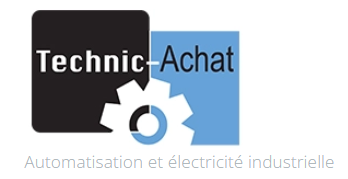 Technic-Achat
Automatisation et électricité industrielle